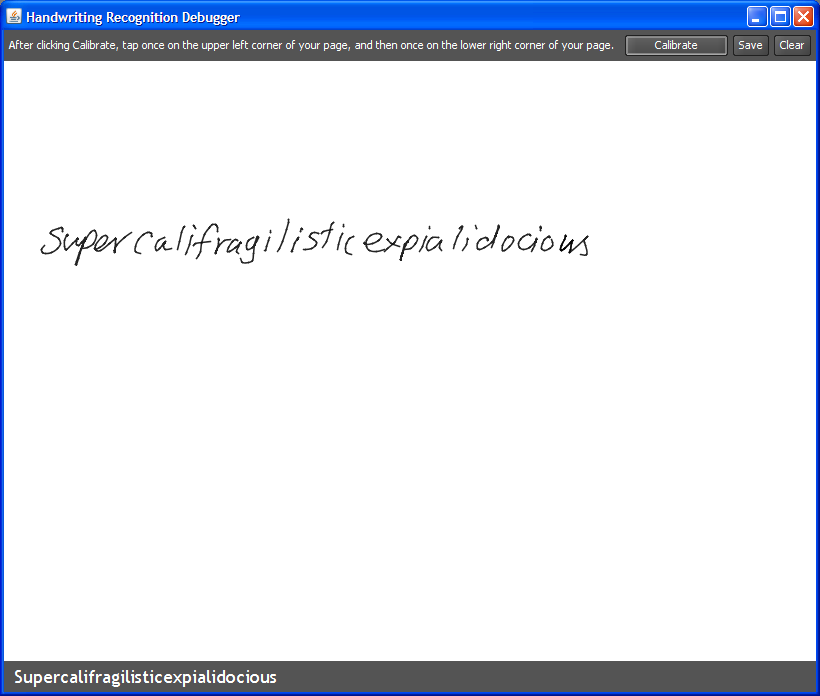 Handwriting Recognition Debugger
After clicking Calibrate, tap once on the upper left corner of your page, and then once on the lower right corner of your page. Calibrate Save Clear
Supercalifragilisticexpialidocious
Supercalifragilisticexpialidocious